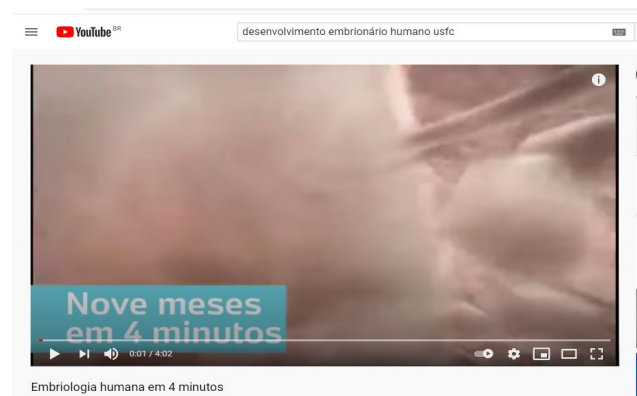 YouTube BR
desenvolvimento embrionário humano usfc
Nove meses
em 4 minutos
0:01 / 4:02
Embriologia humana em 4 minutos